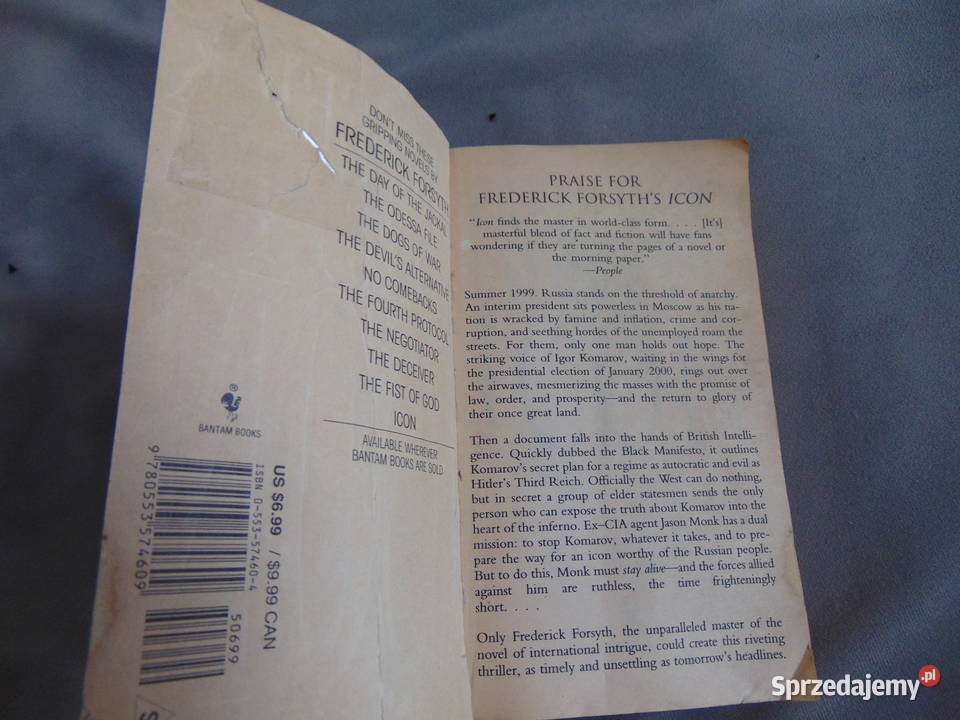 DON'T MISS THESE
GRIPPING NOVELS BY
FREDERICK FORSYTH
THE DAY OF THE JACKAL
THE ODESSA FILE
THE DOGS OF WAR
THE DEVIL'S ALTERNATIVE
NO COMEBACKS
THE FOURTH PROTOCOL
THE NEGOTIATOR
THE DECEIVER
THE FIST OF GOD
ICON
AVAILABLE WHEREVER
BANTAM BOOKS ARE SOLD
®
BANTAM BOOKS
US $6.99 / $9.99 CAN
ISBN 0-553-57460-4
9780553574609
50699
S
PRAISE FOR
FREDERICK FORSYTH'S ICON
"Icon finds the master in world-class form. . . . [It's]
masterful blend of fact and fiction will have fans
wondering if they are turning the pages of a novel or
the morning paper."
—People
Summer 1999. Russia stands on the threshold of anarchy.
An interim president sits powerless in Moscow as his na-
tion is wracked by famine and inflation, crime and cor-
ruption, and seething hordes of the unemployed roam the
streets. For them, only one man holds out hope. The
striking voice of Igor Komarov, waiting in the wings for
the presidential election of January 2000, rings out over
the airwaves, mesmerizing the masses with the promise of
law, order, and prosperity—and the return to glory of
their once great land.
Then a document falls into the hands of British Intelli-
gence. Quickly dubbed the Black Manifesto, it outlines
Komarov's secret plan for a regime as autocratic and evil as
Hitler's Third Reich. Officially the West can do nothing,
but in secret a group of elder statesmen sends the only
person who can expose the truth about Komarov into the
heart of the inferno. Ex–CIA agent Jason Monk has a dual
mission: to stop Komarov, whatever it takes, and to pre-
pare the way for an icon worthy of the Russian people.
But to do this, Monk must stay alive—and the forces allied
against him are ruthless, the time frighteningly
short. . . .
Only Frederick Forsyth, the unparalleled master of the
novel of international intrigue, could create this riveting
thriller, as timely and unsettling as tomorrow's headlines.
Sprzedajemy.pl